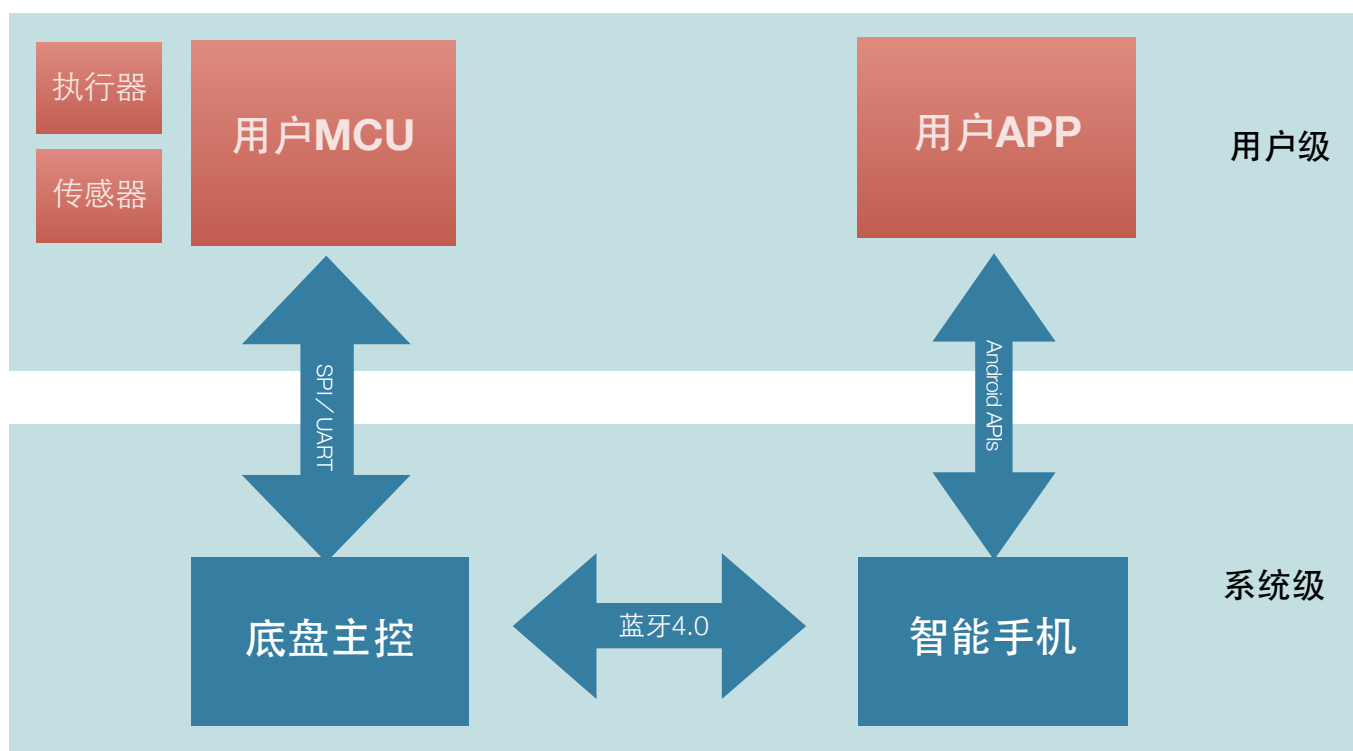 执行器
用户MCU
用户APP
用户级
传感器
SPI／UART
Android APIs
系统级
底盘主控
蓝牙4.0
智能手机